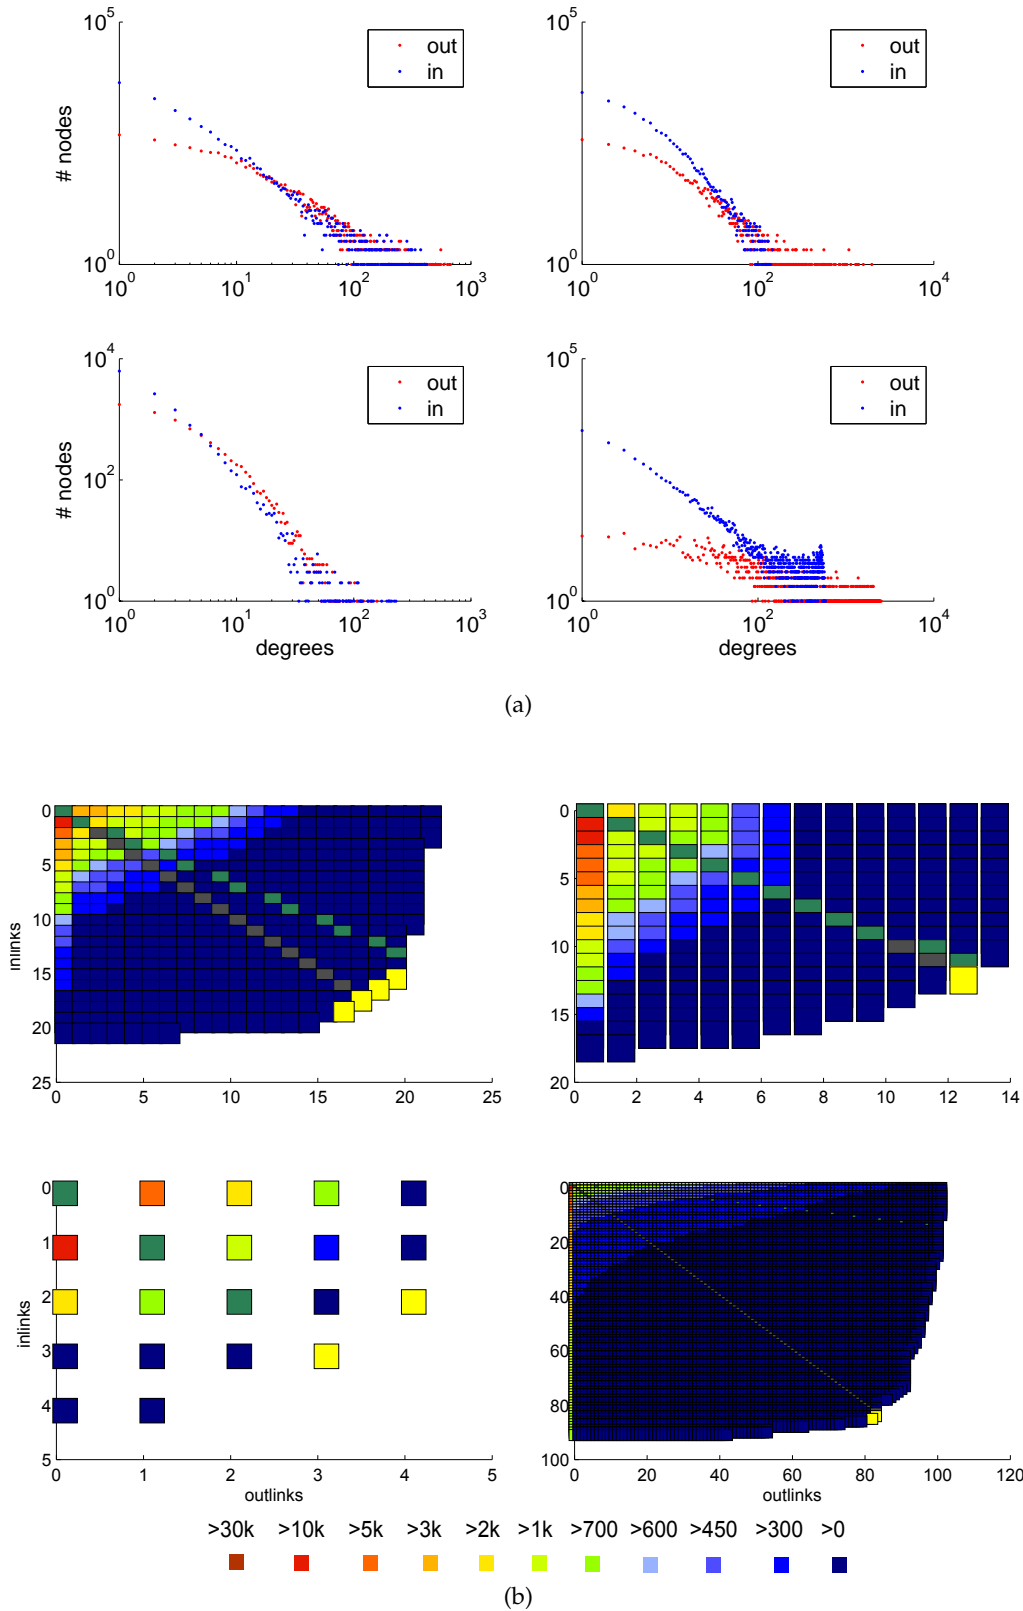 10^5
out
in
# nodes
10^0
10^0 10^1 10^2 10^3
10^5
out
in
10^0
10^0 10^2 10^4
10^4
out
in
# nodes
10^2
10^0
10^0 10^1 10^2 10^3
degrees
10^5
out
in
10^0
10^0 10^2 10^4
degrees
(a)
0
5
10
15
20
25
inlinks
0 5 10 15 20 25
0
5
10
15
20
0 2 4 6 8 10 12 14
0
1
2
3
4
5
inlinks
0 1 2 3 4 5
outlinks
0
20
40
60
80
100
0 20 40 60 80 100 120
outlinks
>30k >10k >5k >3k >2k >1k >700 >600 >450 >300 >0
(b)